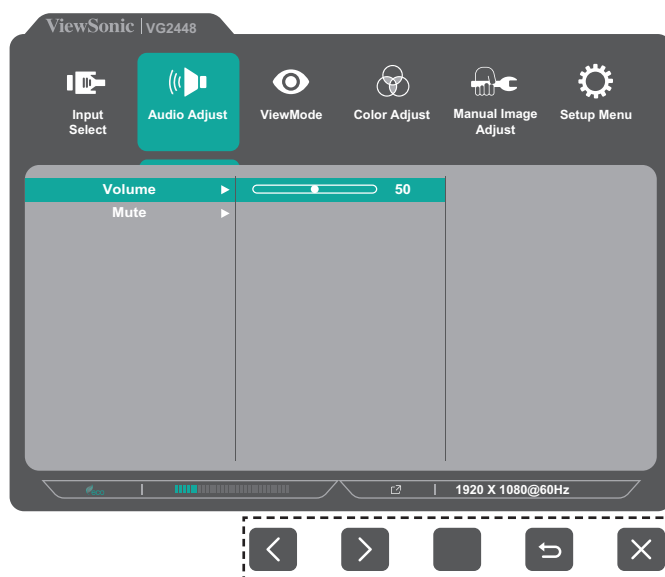 ViewSonic | VG2448
Input
Select
Audio Adjust
ViewMode
Color Adjust
Manual Image
Adjust
Setup Menu
Volume
50
Mute
eco
1920 X 1080@60Hz